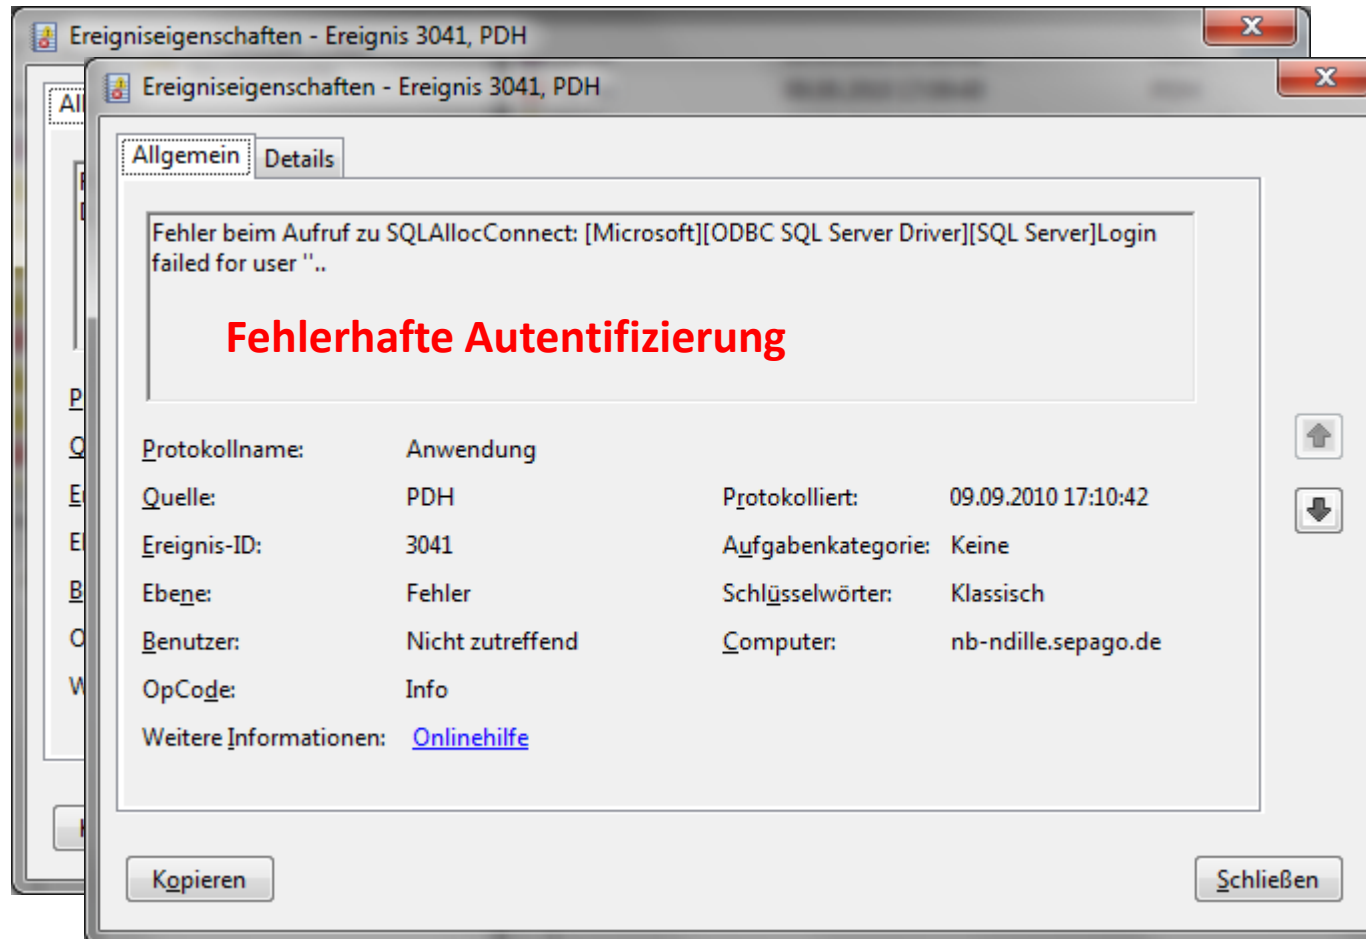 Ereigniseigenschaften - Ereignis 3041, PDH
Ereigniseigenschaften - Ereignis 3041, PDH
Allgemein Details
Fehler beim Aufruf zu SQLAllocConnect: [Microsoft][ODBC SQL Server Driver][SQL Server]Login
failed for user ''..
Fehlerhafte Autentifizierung
Protokollname: Anwendung
Quelle: PDH Protokolliert: 09.09.2010 17:10:42
Ereignis-ID: 3041 Aufgabenkategorie: Keine
Ebene: Fehler Schlüsselwörter: Klassisch
Benutzer: Nicht zutreffend Computer: nb-ndille.sepago.de
OpCode: Info
Weitere Informationen: Onlinehilfe
Kopieren Schließen